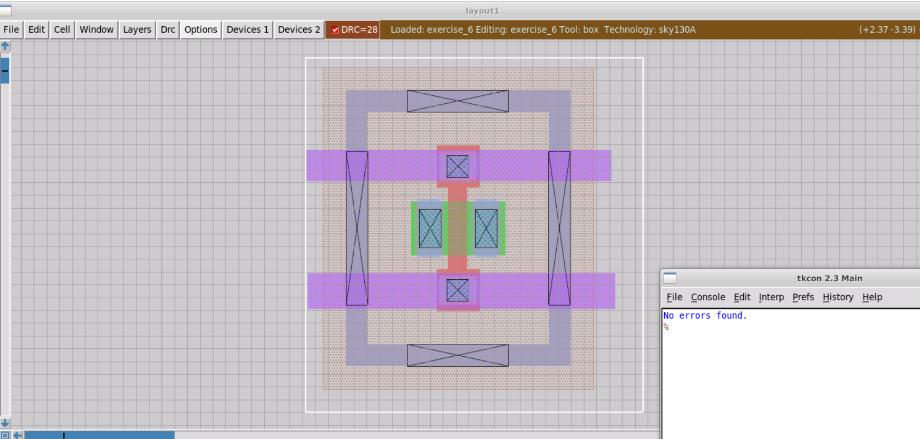 layout1
File Edit Cell Window Layers Drc Options Devices 1 Devices 2 DRC=28 Loaded: exercise_6 Editing: exercise_6 Tool: box Technology: sky130A (+2.37 -3.39)
tkcon 2.3 Main
File Console Edit Interp Prefs History Help
No errors found.
%